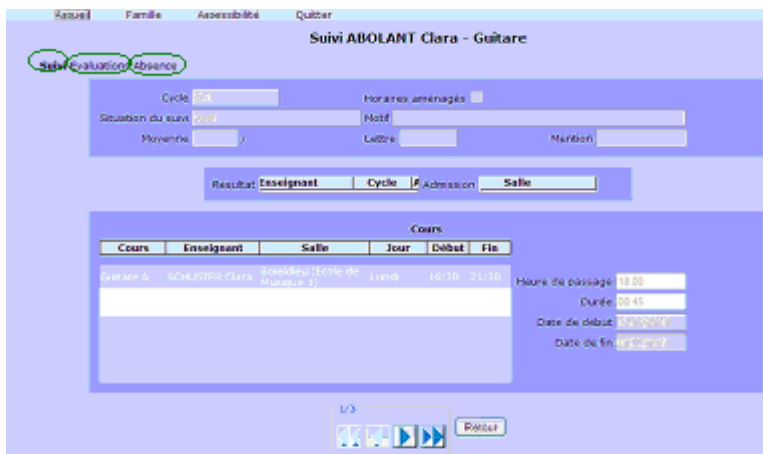 Accueil Famille Accessibilité Quitter
Suivi ABOLANT Clara - Guitare
Suivi Evaluations Absence
Cycle Horaires aménagés
Situation du suivi Motif
Moyenne / Lettre Mention
Résultat Enseignant Cycle A Admission Salle
Cours
Cours Enseignant Salle Jour Début Fin
Guitare A SCHUSTER Clara Boieldieu (Ecole de Musique 1) Lundi 16:30 21:30
Heure de passage 18:00
Durée 00:45
Date de début
Date de fin
1/3
Retour